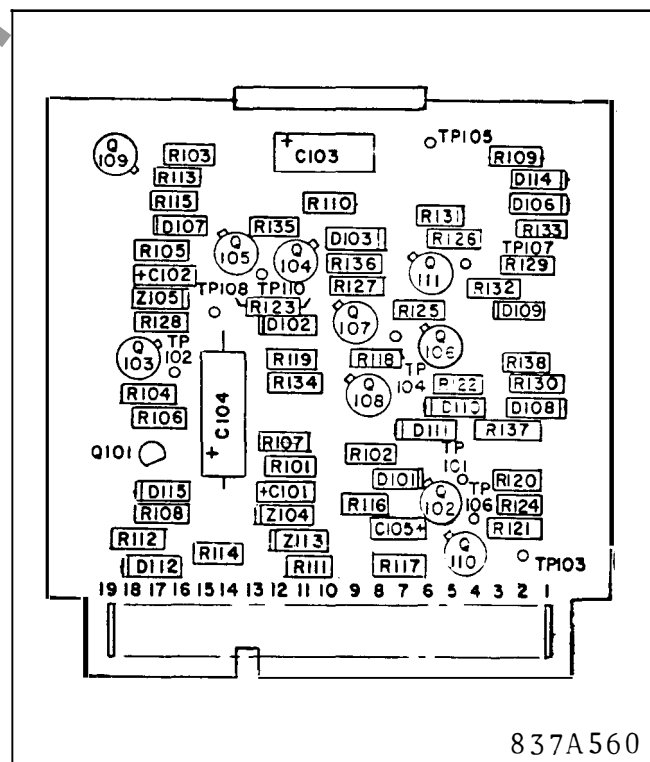 TP105
Q
109
R103
+
C103
R109
R113
D114
R115
R110
D106
D107
R135
R131
R133
Q
105
Q
104
D103
R126
TP107
R105
R136
Q
111
R129
+C102
R127
R132
TP108
TP110
Z105
R123
R125
D109
R128
D102
Q
107
Q
106
Q
103
TP
102
R119
R118
TP
104
R138
R134
Q
108
R122
R130
R104
D110
D108
R106
C104
+
D111
R137
Q101
R107
R102
TP
101
R101
D101
R120
D115
+C101
Q
102
TP
106
R108
Z104
R116
R124
C105+
R121
R112
Z113
Q
110
R114
TP103
D112
R111
R117
19 18 17 16 15 14 13 12 11 10 9 8 7 6 5 4 3 2 1
837A560